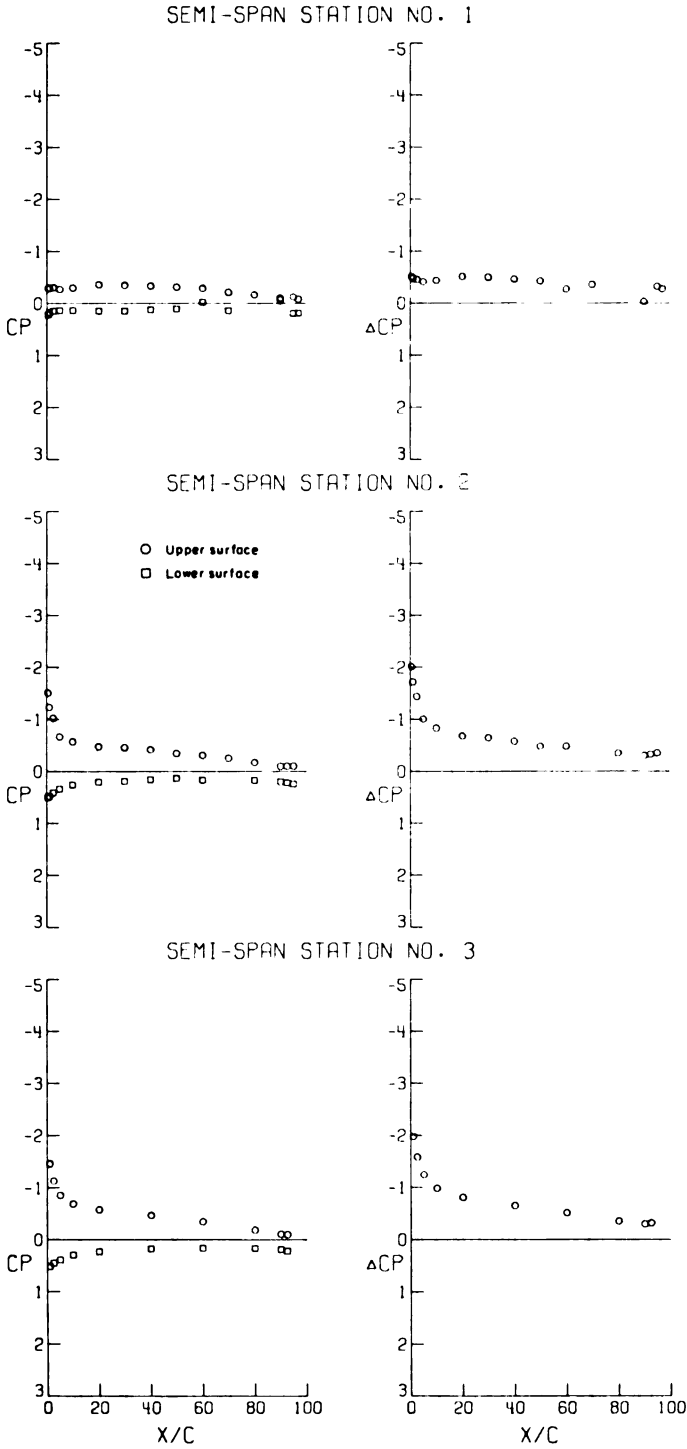 SEMI-SPAN STATION NO. 1
-5 -5
-4 -4
-3 -3
-2 -2
-1 -1
0 0
CP ΔCP
1 1
2 2
3 3
SEMI-SPAN STATION NO. 2
-5 -5
○ Upper surface
□ Lower surface
-4 -4
-3 -3
-2 -2
-1 -1
0 0
CP ΔCP
1 1
2 2
3 3
SEMI-SPAN STATION NO. 3
-5 -5
-4 -4
-3 -3
-2 -2
-1 -1
0 0
CP ΔCP
1 1
2 2
3 3
0 20 40 60 80 100 0 20 40 60 80 100
X/C X/C